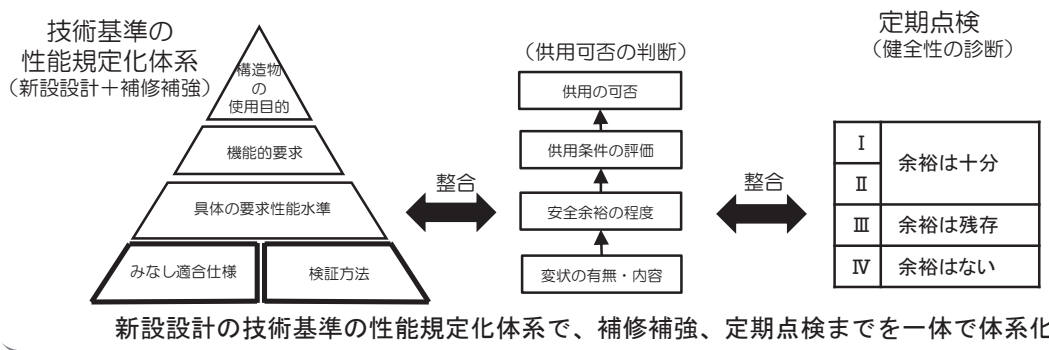 技術基準の
性能規定化体系
（新設設計＋補修補強）
構造物
の
使用目的
機能的要求
具体の要求性能水準
みなし適合仕様
検証方法
整合
（供用可否の判断）
供用の可否
供用条件の評価
安全余裕の程度
変状の有無・内容
整合
定期点検
（健全性の診断）
Ⅰ
余裕は十分
Ⅱ
Ⅲ 余裕は残存
Ⅳ 余裕はない
新設設計の技術基準の性能規定化体系で、補修補強、定期点検までを一体で体系化